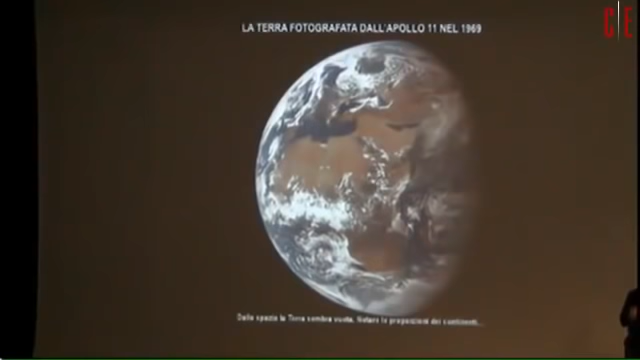 LA TERRA FOTOGRAFATA DALL'APOLLO 11 NEL 1969
C E
Dallo spazio la Terra sembra vuota. Notare le proporzioni dei continenti...